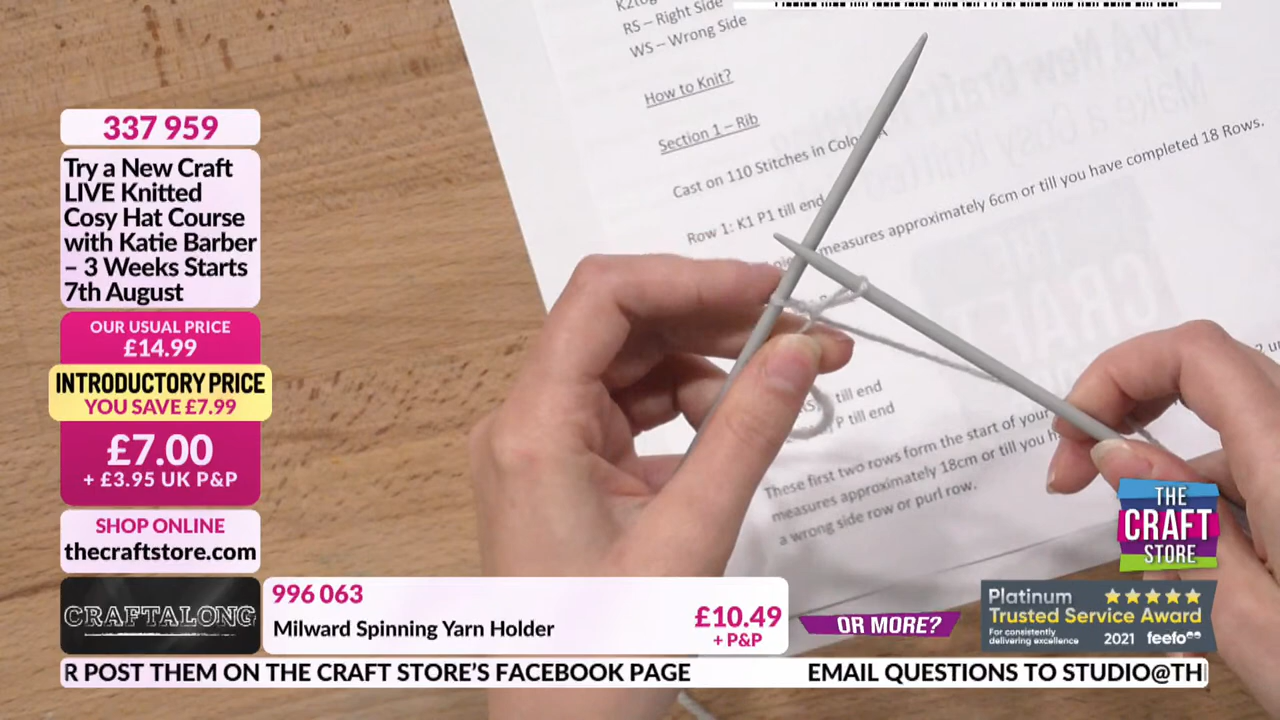 RS – Right Side
WS – Wrong Side
How to Knit?
Section 1 – Rib
Cast on 110 Stitches in
Row 1: K1 P1 till end
measures approximately 6cm or till you have completed 18 Rows.
till end
P till end
These first two rows form the start of your
measures approximately 18cm or till you
a wrong side row or purl row.
337 959
Try a New Craft
LIVE Knitted
Cosy Hat Course
with Katie Barber
– 3 Weeks Starts
7th August
OUR USUAL PRICE
£14.99
INTRODUCTORY PRICE
YOU SAVE £7.99
£7.00
+ £3.95 UK P&P
SHOP ONLINE
thecraftstore.com
CRAFTALONG
996 063
Milward Spinning Yarn Holder
£10.49
+ P&P
OR MORE?
THE
CRAFT
STORE
Platinum
Trusted Service Award
For consistently
delivering excellence
2021 feefo
R POST THEM ON THE CRAFT STORE'S FACEBOOK PAGE
EMAIL QUESTIONS TO STUDIO@TH